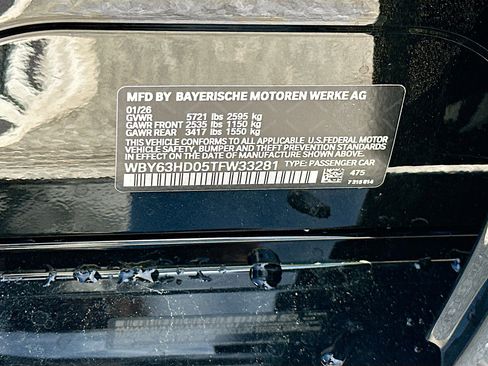 MFD BY BAYERISCHE MOTOREN WERKE AG
01/26
GVWR 5721 lbs 2595 kg
GAWR FRONT 2535 lbs 1150 kg
GAWR REAR 3417 lbs 1550 kg
THIS VEHICLE CONFORMS TO ALL APPLICABLE U.S.FEDERAL MOTOR
VEHICLE SAFETY, BUMPER AND THEFT PREVENTION STANDARDS IN
EFFECT ON THE DATE OF MANUFACTURE SHOWN ABOVE.
WBY63HD05TFW33281 TYPE: PASSENGER CAR
475
7 318 614